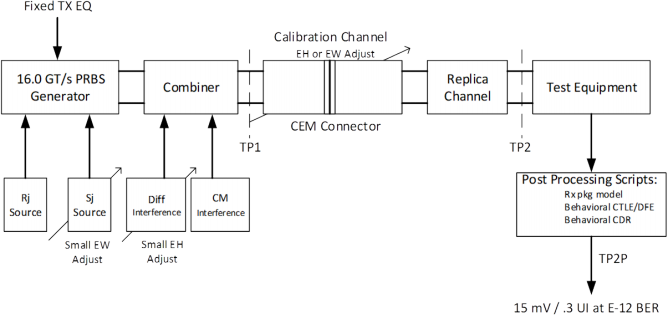 Fixed TX EQ
Calibration Channel
EH or EW Adjust
16.0 GT/s PRBS
Generator
Combiner
Replica
Channel
Test Equipment
CEM Connector
TP1
TP2
Rj
Source
Sj
Source
Diff
Interference
CM
Interference
Small EW
Adjust
Small EH
Adjust
Post Processing Scripts:
Rx pkg model
Behavioral CTLE/DFE
Behavioral CDR
TP2P
15 mV / .3 UI at E-12 BER